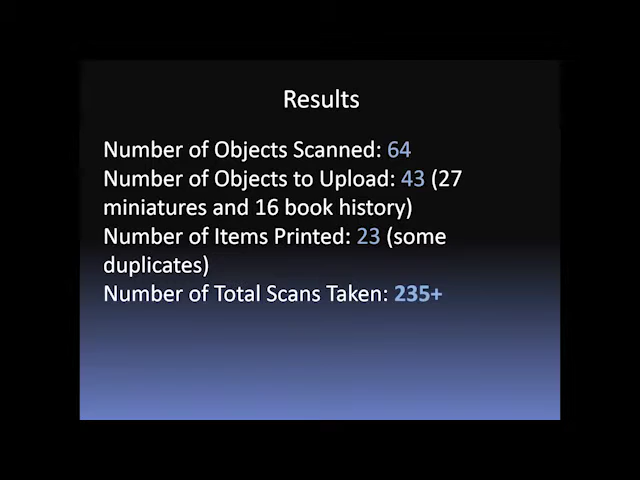 Results
Number of Objects Scanned: 64
Number of Objects to Upload: 43 (27
miniatures and 16 book history)
Number of Items Printed: 23 (some
duplicates)
Number of Total Scans Taken: 235+